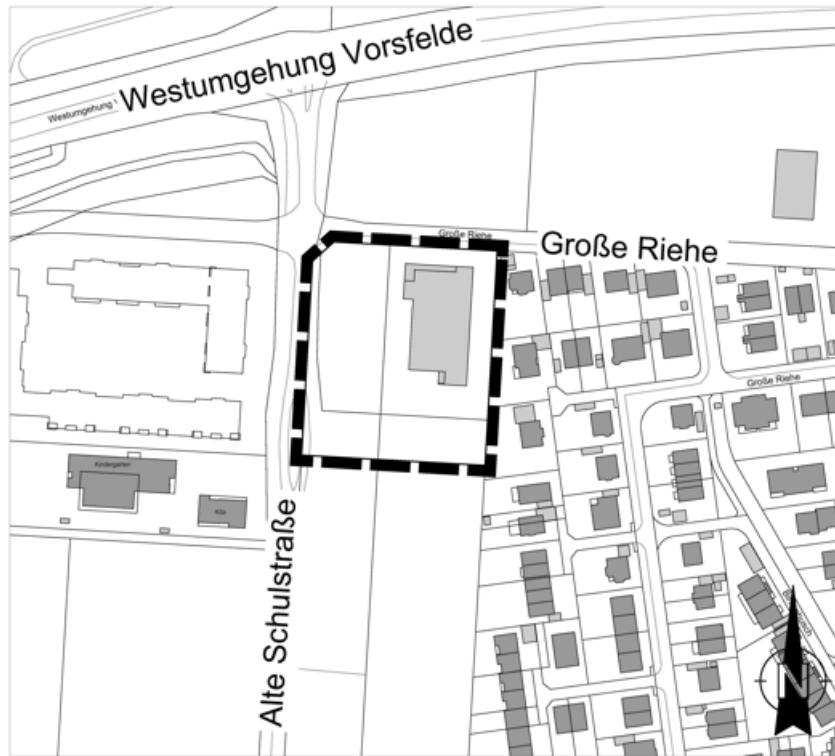 Westumgehung Vorsfelde
Westumgehung
Große Riehe
Große Riehe
Große Riehe
Kindergarten
Kita
Alte Schulstraße
N